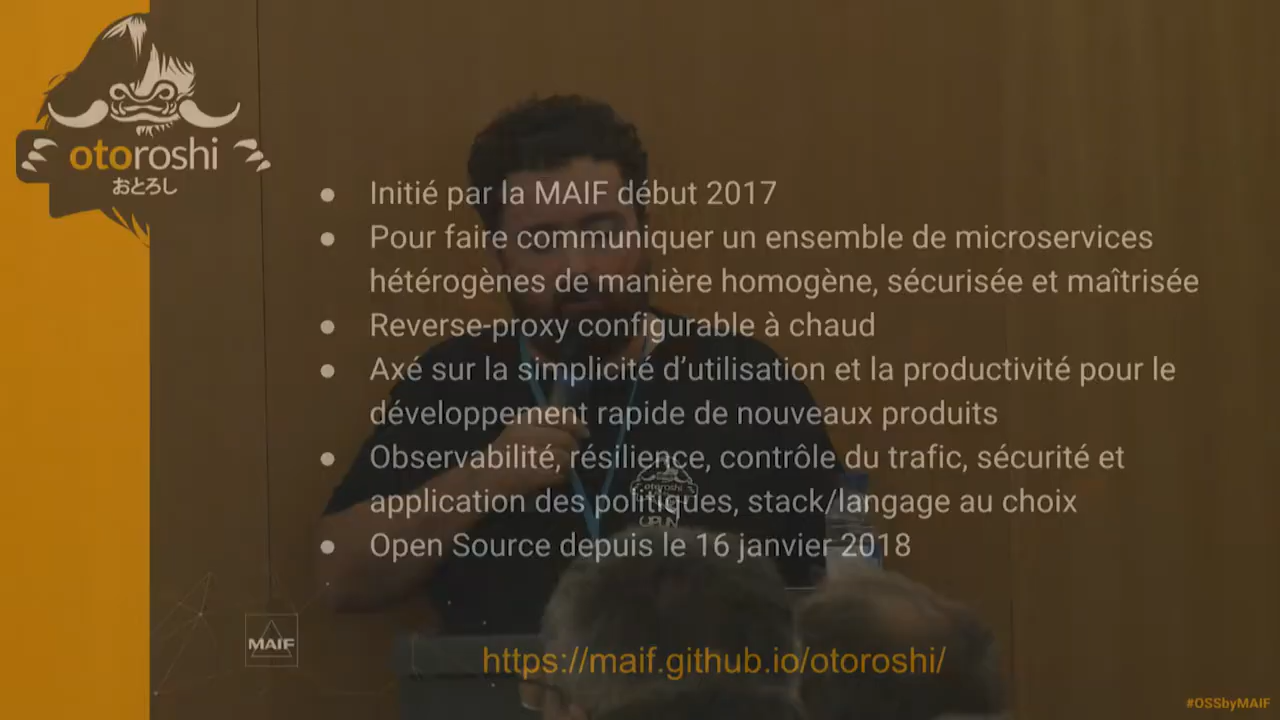 otoroshi
おとろし
● Initié par la MAIF début 2017
● Pour faire communiquer un ensemble de microservices
hétérogènes de manière homogène, sécurisée et maîtrisée
● Reverse-proxy configurable à chaud
● Axé sur la simplicité d’utilisation et la productivité pour le
développement rapide de nouveaux produits
● Observabilité, résilience, contrôle du trafic, sécurité et
application des politiques, stack/langage au choix
● Open Source depuis le 16 janvier 2018
otoroshi
MAIF
https://maif.github.io/otoroshi/
#OSSbyMAIF